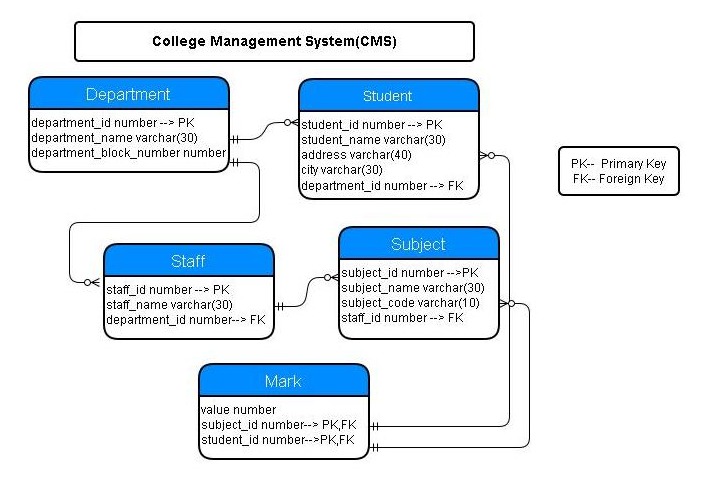 College Management System(CMS)
Department
department_id number --> PK
department_name varchar(30)
department_block_number number
Student
student_id number --> PK
student_name varchar(30)
address varchar(40)
city varchar(30)
department_id number --> FK
PK-- Primary Key
FK-- Foreign Key
Staff
staff_id number --> PK
staff_name varchar(30)
department_id number--> FK
Subject
subject_id number -->PK
subject_name varchar(30)
subject_code varchar(10)
staff_id number --> FK
Mark
value number
subject_id number--> PK,FK
student_id number-->PK,FK